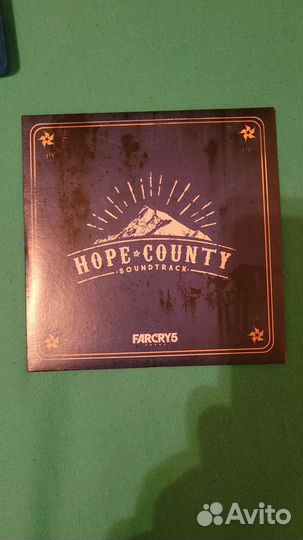 HOPE ★ COUNTY
· SOUNDTRACK ·
FARCRY5
Avito